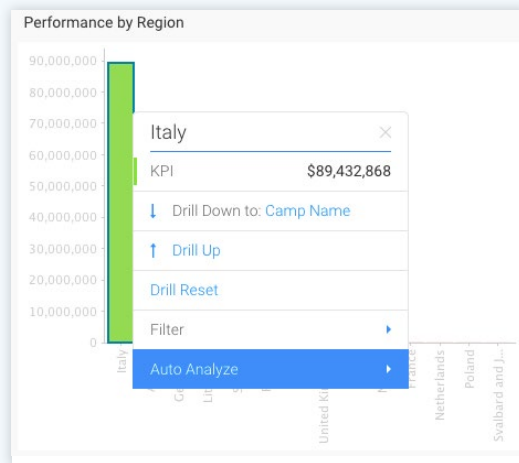 Performance by Region
90,000,000
80,000,000
70,000,000
60,000,000
50,000,000
40,000,000
30,000,000
20,000,000
10,000,000
0
Italy
KPI $89,432,868
Drill Down to: Camp Name
Drill Up
Drill Reset
Filter
Auto Analyze
Italy
France
Netherlands
Poland
Svalbard and J...